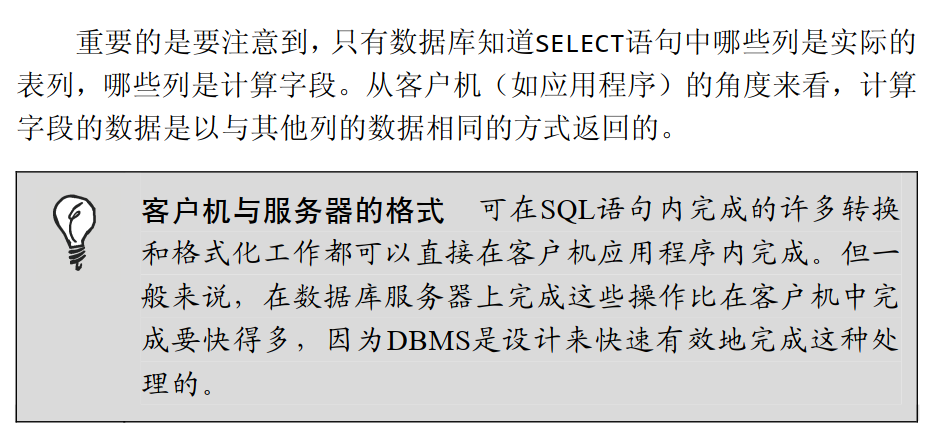 重要的是要注意到，只有数据库知道SELECT语句中哪些列是实际的
表列，哪些列是计算字段。从客户机（如应用程序）的角度来看，计算
字段的数据是以与其他列的数据相同的方式返回的。
客户机与服务器的格式 可在SQL语句内完成的许多转换
和格式化工作都可以直接在客户机应用程序内完成。但一
般来说，在数据库服务器上完成这些操作比在客户机中完
成要快得多，因为DBMS是设计来快速有效地完成这种处
理的。